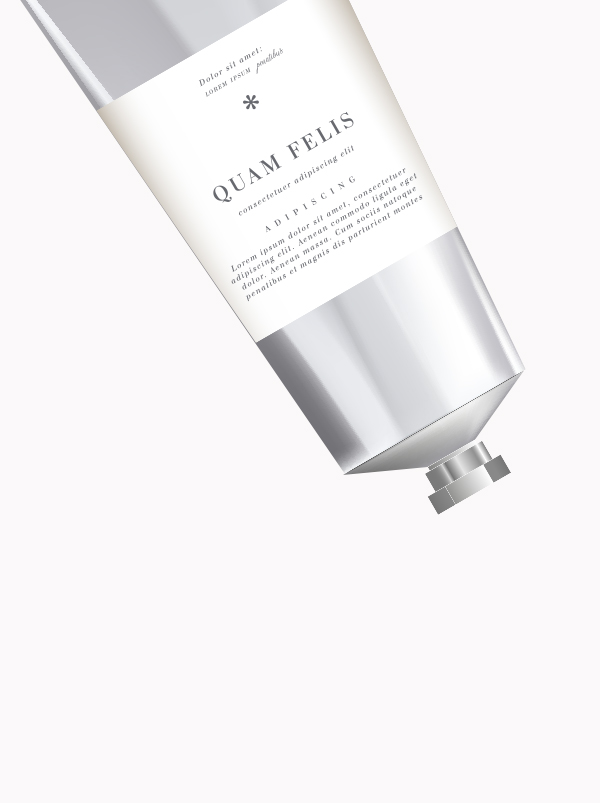 Dolor sit amet:
LOREM IPSUM penatibus
*
QUAM FELIS
consectetuer adipiscing elit
ADIPISCING
Lorem ipsum dolor sit amet, consectetuer
adipiscing elit. Aenean commodo ligula eget
dolor. Aenean massa. Cum sociis natoque
penatibus et magnis dis parturient montes